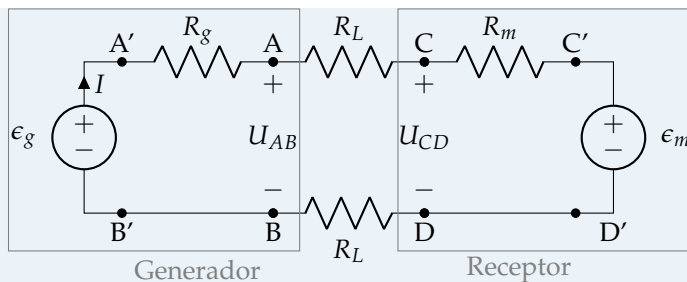 R_g R_L R_m
A′ A C C′
I + +
ϵ_g + − U_AB U_CD + − ϵ_m
− −
B′ B D D′
R_L
Generador Receptor